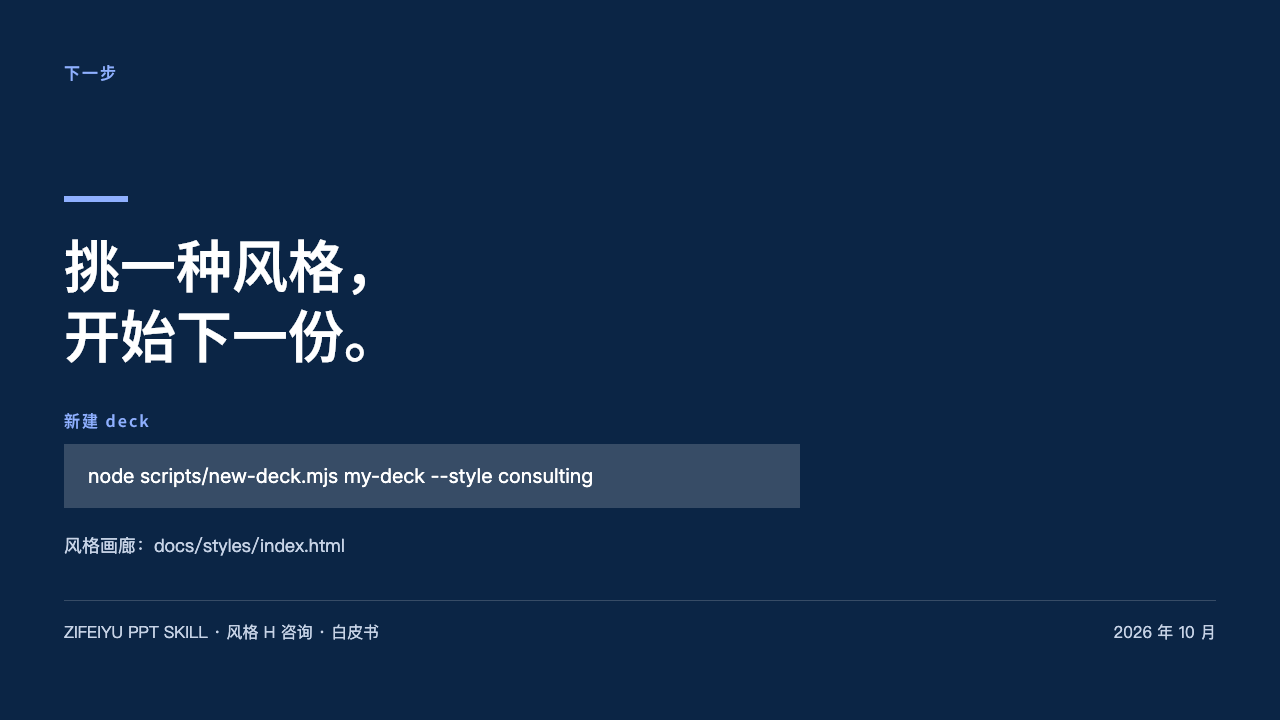 下一步
挑一种风格，
开始下一份。
新建 deck
node scripts/new-deck.mjs my-deck --style consulting
风格画廊：docs/styles/index.html
ZIFEIYU PPT SKILL · 风格 H 咨询 · 白皮书
2026 年 10 月